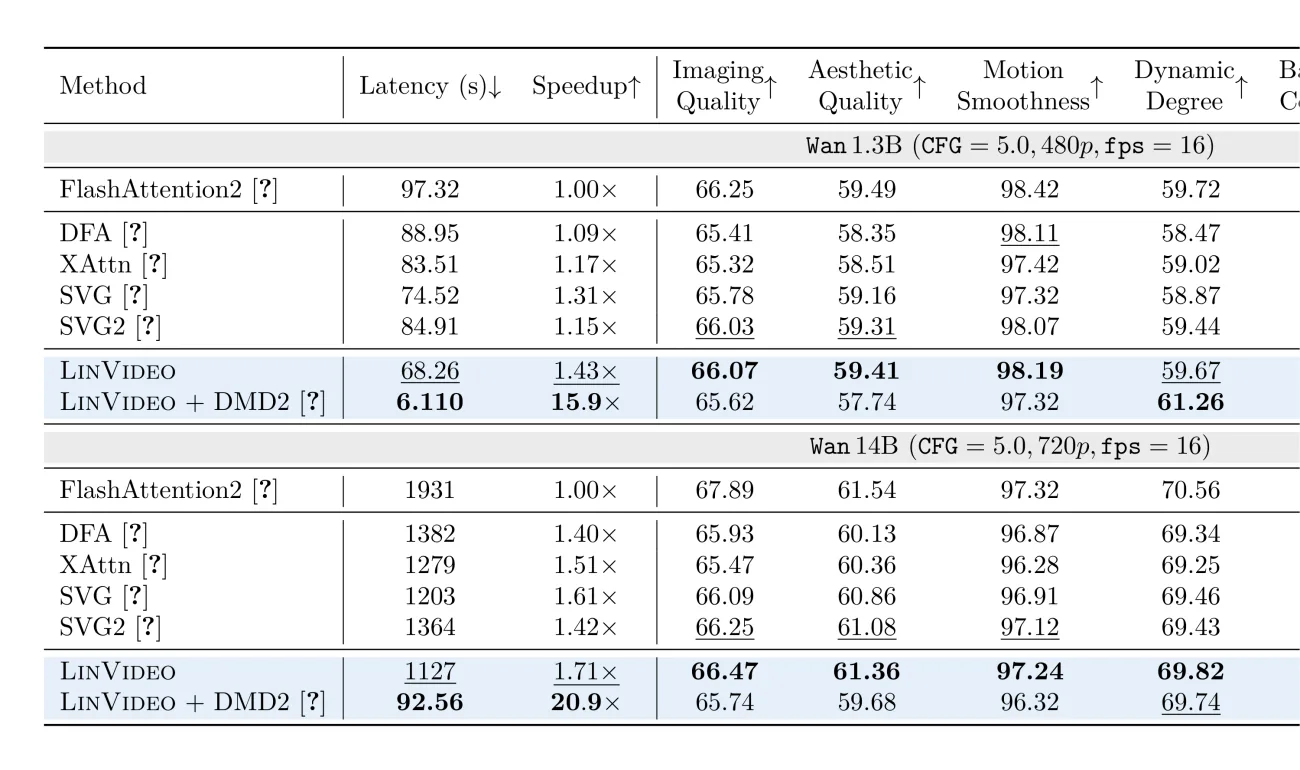 Method Latency (s)↓ Speedup↑ Imaging Quality↑ Aesthetic Quality↑ Motion Smoothness↑ Dynamic Degree↑
Wan 1.3B (CFG = 5.0, 480p, fps = 16)
FlashAttention2 [?] 97.32 1.00× 66.25 59.49 98.42 59.72
DFA [?] 88.95 1.09× 65.41 58.35 98.11 58.47
XAttn [?] 83.51 1.17× 65.32 58.51 97.42 59.02
SVG [?] 74.52 1.31× 65.78 59.16 97.32 58.87
SVG2 [?] 84.91 1.15× 66.03 59.31 98.07 59.44
LINVIDEO 68.26 1.43× 66.07 59.41 98.19 59.67
LINVIDEO + DMD2 [?] 6.110 15.9× 65.62 57.74 97.32 61.26
Wan 14B (CFG = 5.0, 720p, fps = 16)
FlashAttention2 [?] 1931 1.00× 67.89 61.54 97.32 70.56
DFA [?] 1382 1.40× 65.93 60.13 96.87 69.34
XAttn [?] 1279 1.51× 65.47 60.36 96.28 69.25
SVG [?] 1203 1.61× 66.09 60.86 96.91 69.46
SVG2 [?] 1364 1.42× 66.25 61.08 97.12 69.43
LINVIDEO 1127 1.71× 66.47 61.36 97.24 69.82
LINVIDEO + DMD2 [?] 92.56 20.9× 65.74 59.68 96.32 69.74